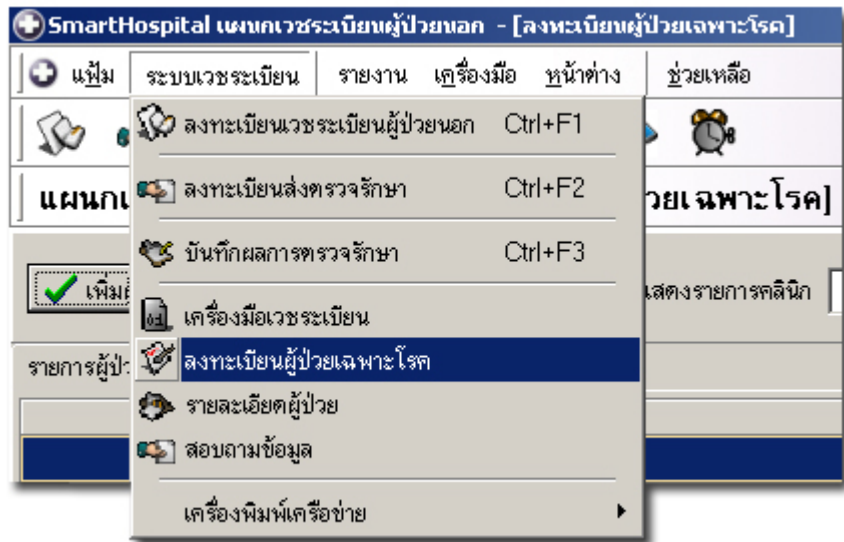 SmartHospital แผนกเวชระเบียนผู้ป่วยนอก - [ลงทะเบียนผู้ป่วยเฉพาะโรค]
แฟ้ม ระบบเวชระเบียน รายงาน เครื่องมือ หน้าต่าง ช่วยเหลือ
ลงทะเบียนเวชระเบียนผู้ป่วยนอก Ctrl+F1
ลงทะเบียนส่งตรวจรักษา Ctrl+F2
แผนกเ วยเฉพาะโรค]
บันทึกผลการตรวจรักษา Ctrl+F3
เพิ่ม แสดงรายการคลินิก
เครื่องมือเวชระเบียน
ลงทะเบียนผู้ป่วยเฉพาะโรค
รายการผู้ป่
รายละเอียดผู้ป่วย
สอบถามข้อมูล
เครื่องพิมพ์เครือข่าย